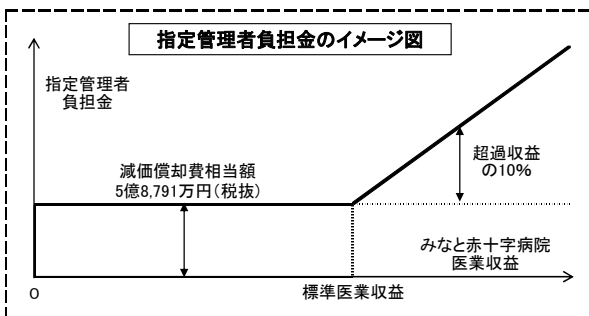 指定管理者負担金のイメージ図
指定管理者
負担金
減価償却費相当額
5億8,791万円(税抜)
超過収益
の10%
みなと赤十字病院
医業収益
0
標準医業収益